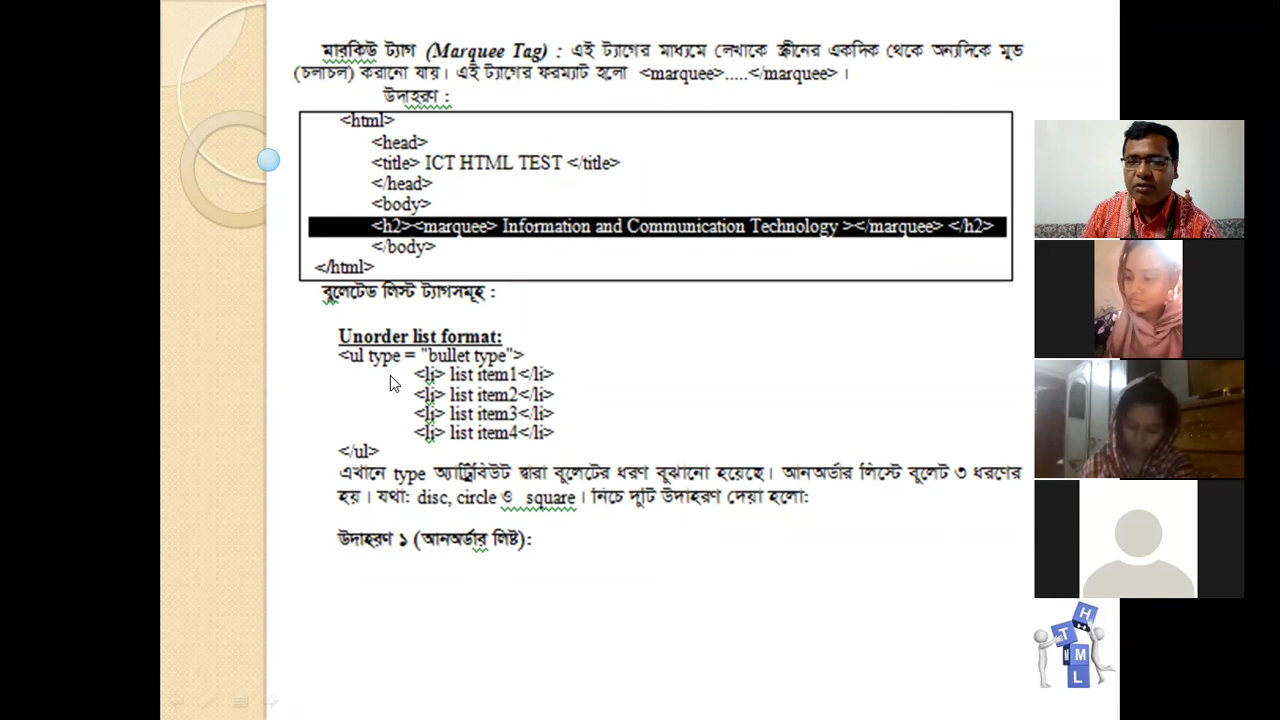 মারকিউ ট্যাগ (Marquee Tag) : এই ট্যাগের মাধ্যমে লেখাকে স্ক্রীনের একদিক থেকে অন্যদিকে মুভ
(চলাচল) করানো যায়। এই ট্যাগের ফরম্যাট হলো <marquee>.....</marquee> ।
উদাহরণ :
<html>
<head>
<title> ICT HTML TEST </title>
</head>
<body>
<h2><marquee> Information and Communication Technology ></marquee> </h2>
</body>
</html>
বুলেটেড লিস্ট ট্যাগসমূহ :
Unorder list format:
<ul type = "bullet type">
<li> list item1</li>
<li> list item2</li>
<li> list item3</li>
<li> list item4</li>
</ul>
এখানে type অ্যাট্রিবিউট দ্বারা বুলেটের ধরণ বুঝানো হয়েছে। আনঅর্ডার লিস্টে বুলেট ৩ ধরণের
হয়। যথা: disc, circle ও square। নিচে দুটি উদাহরণ দেয়া হলো:
উদাহরণ ১ (আনঅর্ডার লিষ্ট):
H
T
M
L